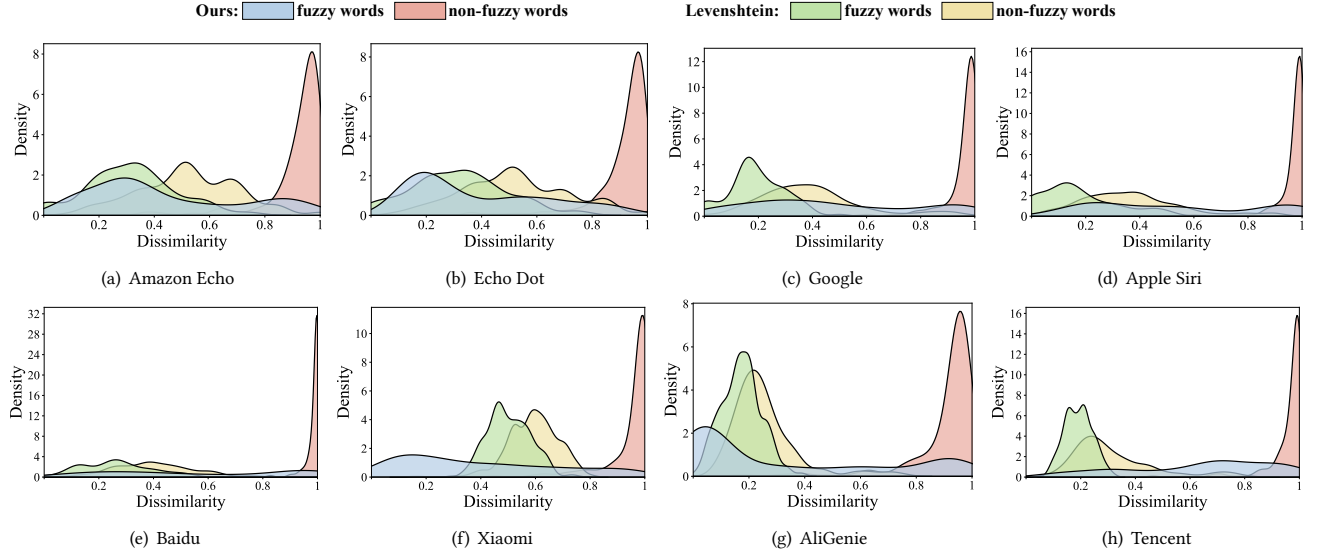 Ours: fuzzy words non-fuzzy words Levenshtein: fuzzy words non-fuzzy words
8
6
4
2
0
Density
0.2 0.4 0.6 0.8 1
Dissimilarity
(a) Amazon Echo
8
6
4
2
0
Density
0.2 0.4 0.6 0.8 1
Dissimilarity
(b) Echo Dot
12
10
8
6
4
2
0
Density
0.2 0.4 0.6 0.8 1
Dissimilarity
(c) Google
16
14
12
10
8
6
4
2
0
Density
0.2 0.4 0.6 0.8 1
Dissimilarity
(d) Apple Siri
32
28
24
20
16
12
8
4
0
Density
0.2 0.4 0.6 0.8 1
Dissimilarity
(e) Baidu
10
8
6
4
2
0
Density
0.2 0.4 0.6 0.8 1
Dissimilarity
(f) Xiaomi
8
6
4
2
0
Density
0.2 0.4 0.6 0.8 1
Dissimilarity
(g) AliGenie
16
14
12
10
8
6
4
2
0
Density
0.2 0.4 0.6 0.8 1
Dissimilarity
(h) Tencent